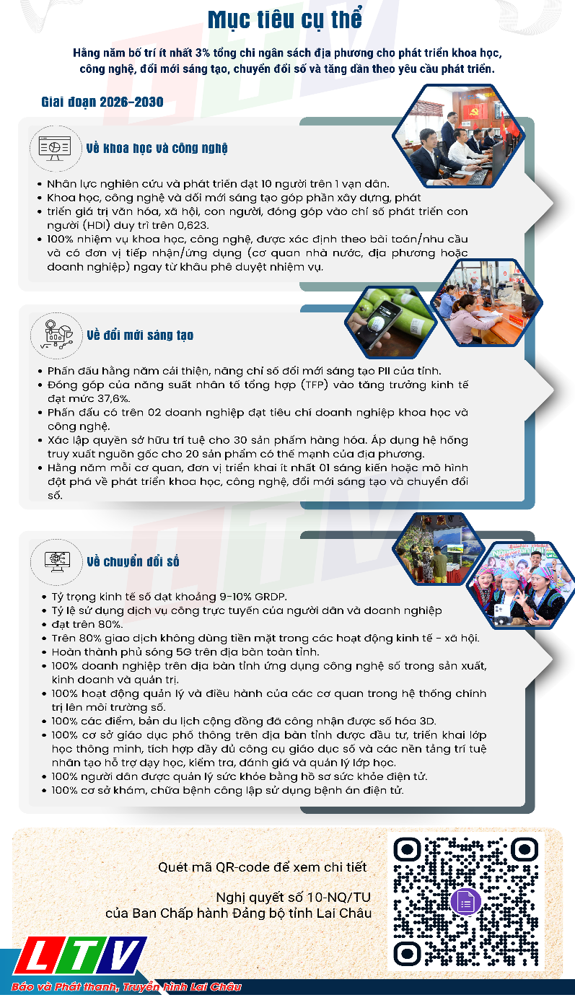 Mục tiêu cụ thể
Hằng năm bố trí ít nhất 3% tổng chi ngân sách địa phương cho phát triển khoa học,
công nghệ, đổi mới sáng tạo, chuyển đổi số và tăng dần theo yêu cầu phát triển.
Giai đoạn 2026-2030
Về khoa học và công nghệ
• Nhân lực nghiên cứu và phát triển đạt 10 người trên 1 vạn dân.
• Khoa học, công nghệ và đổi mới sáng tạo góp phần xây dựng, phát
• triển giá trị văn hóa, xã hội, con người, đóng góp vào chỉ số phát triển con
người (HDI) duy trì trên 0,623.
• 100% nhiệm vụ khoa học, công nghệ, được xác định theo bài toán/nhu cầu
và có đơn vị tiếp nhận/ứng dụng (cơ quan nhà nước, địa phương hoặc
doanh nghiệp) ngay từ khâu phê duyệt nhiệm vụ.
Về đổi mới sáng tạo
• Phấn đấu hằng năm cải thiện, nâng chỉ số đổi mới sáng tạo PII của tỉnh.
• Đóng góp của năng suất nhân tố tổng hợp (TFP) vào tăng trưởng kinh tế
đạt mức 37,6%.
• Phấn đấu có trên 02 doanh nghiệp đạt tiêu chí doanh nghiệp khoa học và
công nghệ.
• Xác lập quyền sở hữu trí tuệ cho 30 sản phẩm hàng hóa. Áp dụng hệ hống
truy xuất nguồn gốc cho 20 sản phẩm có thế mạnh của địa phương.
• Hằng năm mỗi cơ quan, đơn vị triển khai ít nhất 01 sáng kiến hoặc mô hình
đột phá về phát triển khoa học, công nghệ, đổi mới sáng tạo và chuyển đổi
số.
Về chuyển đổi số
• Tỷ trọng kinh tế số đạt khoảng 9-10% GRDP.
• Tỷ lệ sử dụng dịch vụ công trực tuyến của người dân và doanh nghiệp
• đạt trên 80%.
• Trên 80% giao dịch không dùng tiền mặt trong các hoạt động kinh tế - xã hội.
• Hoàn thành phủ sóng 5G trên địa bàn toàn tỉnh.
• 100% doanh nghiệp trên địa bàn tỉnh ứng dụng công nghệ số trong sản xuất,
kinh doanh và quản trị.
• 100% hoạt động quản lý và điều hành của các cơ quan trong hệ thống chính
trị lên môi trường số.
• 100% các điểm, bản du lịch cộng đồng đã công nhận được số hóa 3D.
• 100% cơ sở giáo dục phổ thông trên địa bàn tỉnh được đầu tư, triển khai lớp
học thông minh, tích hợp đầy đủ công cụ giáo dục số và các nền tảng trí tuệ
nhân tạo hỗ trợ dạy học, kiểm tra, đánh giá và quản lý lớp học.
• 100% người dân được quản lý sức khỏe bằng hồ sơ sức khỏe điện tử.
• 100% cơ sở khám, chữa bệnh công lập sử dụng bệnh án điện tử.
Quét mã QR-code để xem chi tiết
Nghị quyết số 10-NQ/TU
của Ban Chấp hành Đảng bộ tỉnh Lai Châu
LTV
Báo và Phát thanh, Truyền hình Lai Châu